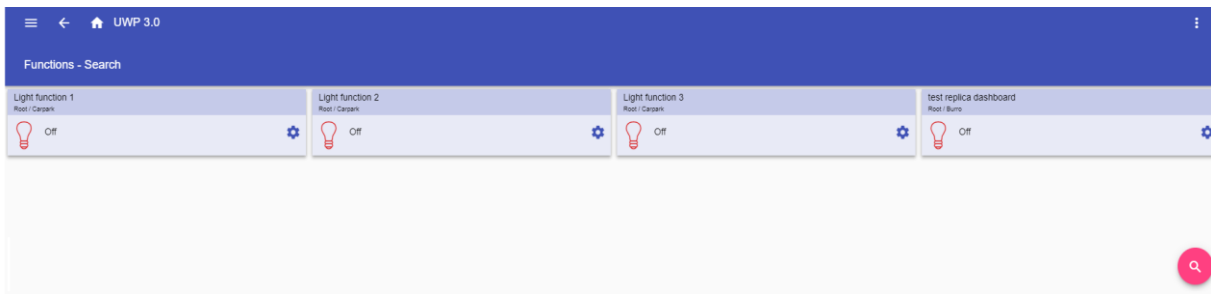 UWP 3.0
Functions - Search
Light function 1
Root / Carpark
Off
Light function 2
Root / Carpark
Off
Light function 3
Root / Carpark
Off
test replica dashboard
Root / Burro
Off